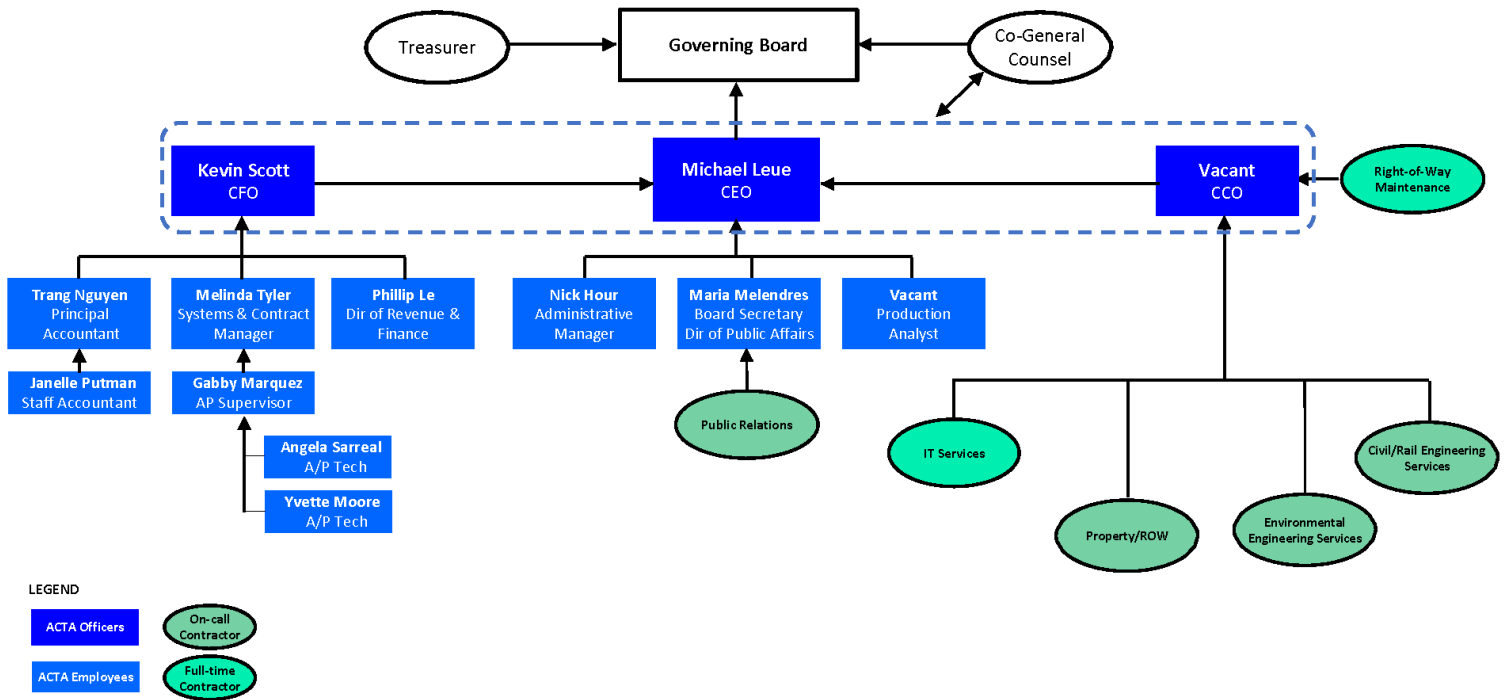 Treasurer
Governing Board
Co-General
Counsel
Kevin Scott
CFO
Michael Leue
CEO
Vacant
CCO
Right-of-Way
Maintenance
Trang Nguyen
Principal
Accountant
Melinda Tyler
Systems & Contract
Manager
Phillip Le
Dir of Revenue &
Finance
Nick Hour
Administrative
Manager
Maria Melendres
Board Secretary
Dir of Public Affairs
Vacant
Production
Analyst
Janelle Putman
Staff Accountant
Gabby Marquez
AP Supervisor
Angela Sarreal
A/P Tech
Yvette Moore
A/P Tech
Public Relations
IT Services
Property/ROW
Environmental
Engineering Services
Civil/Rail Engineering
Services
LEGEND
ACTA Officers
On-call
Contractor
ACTA Employees
Full-time
Contractor